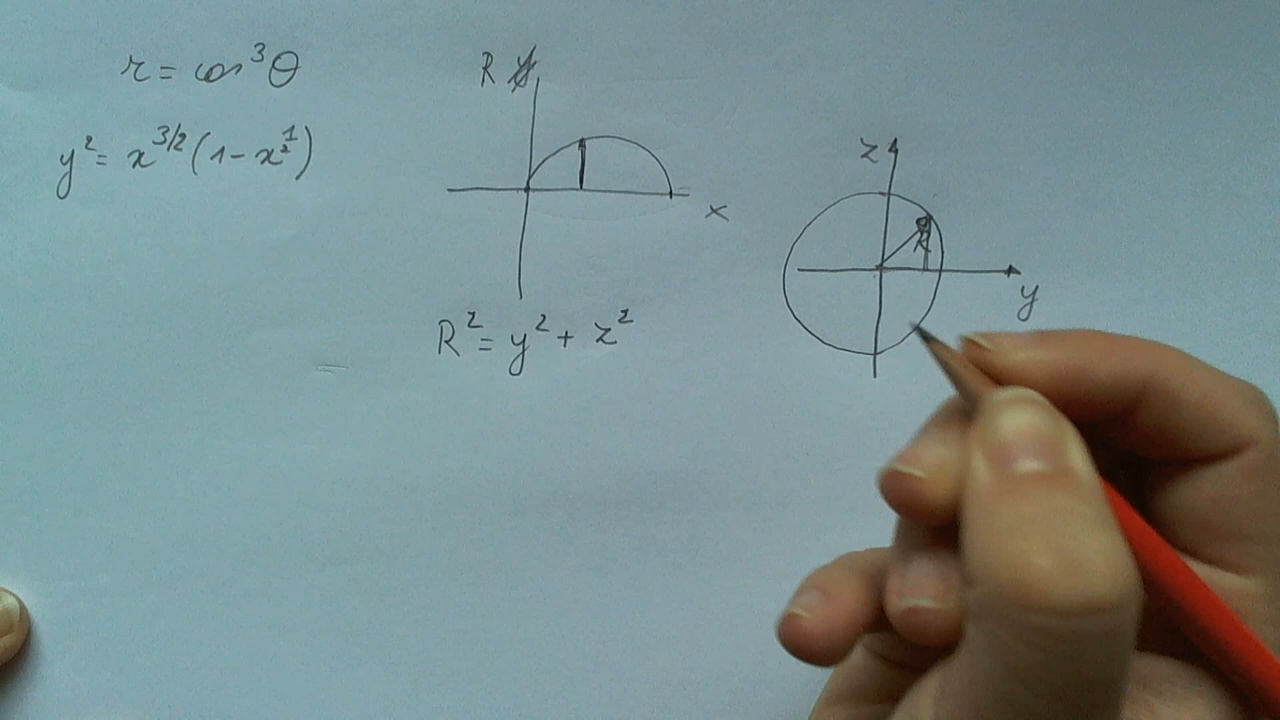 r = cos³θ
y² = x^{3/2} (1 - x^{1/2})
R y
x
R² = y² + z²
z
R
y